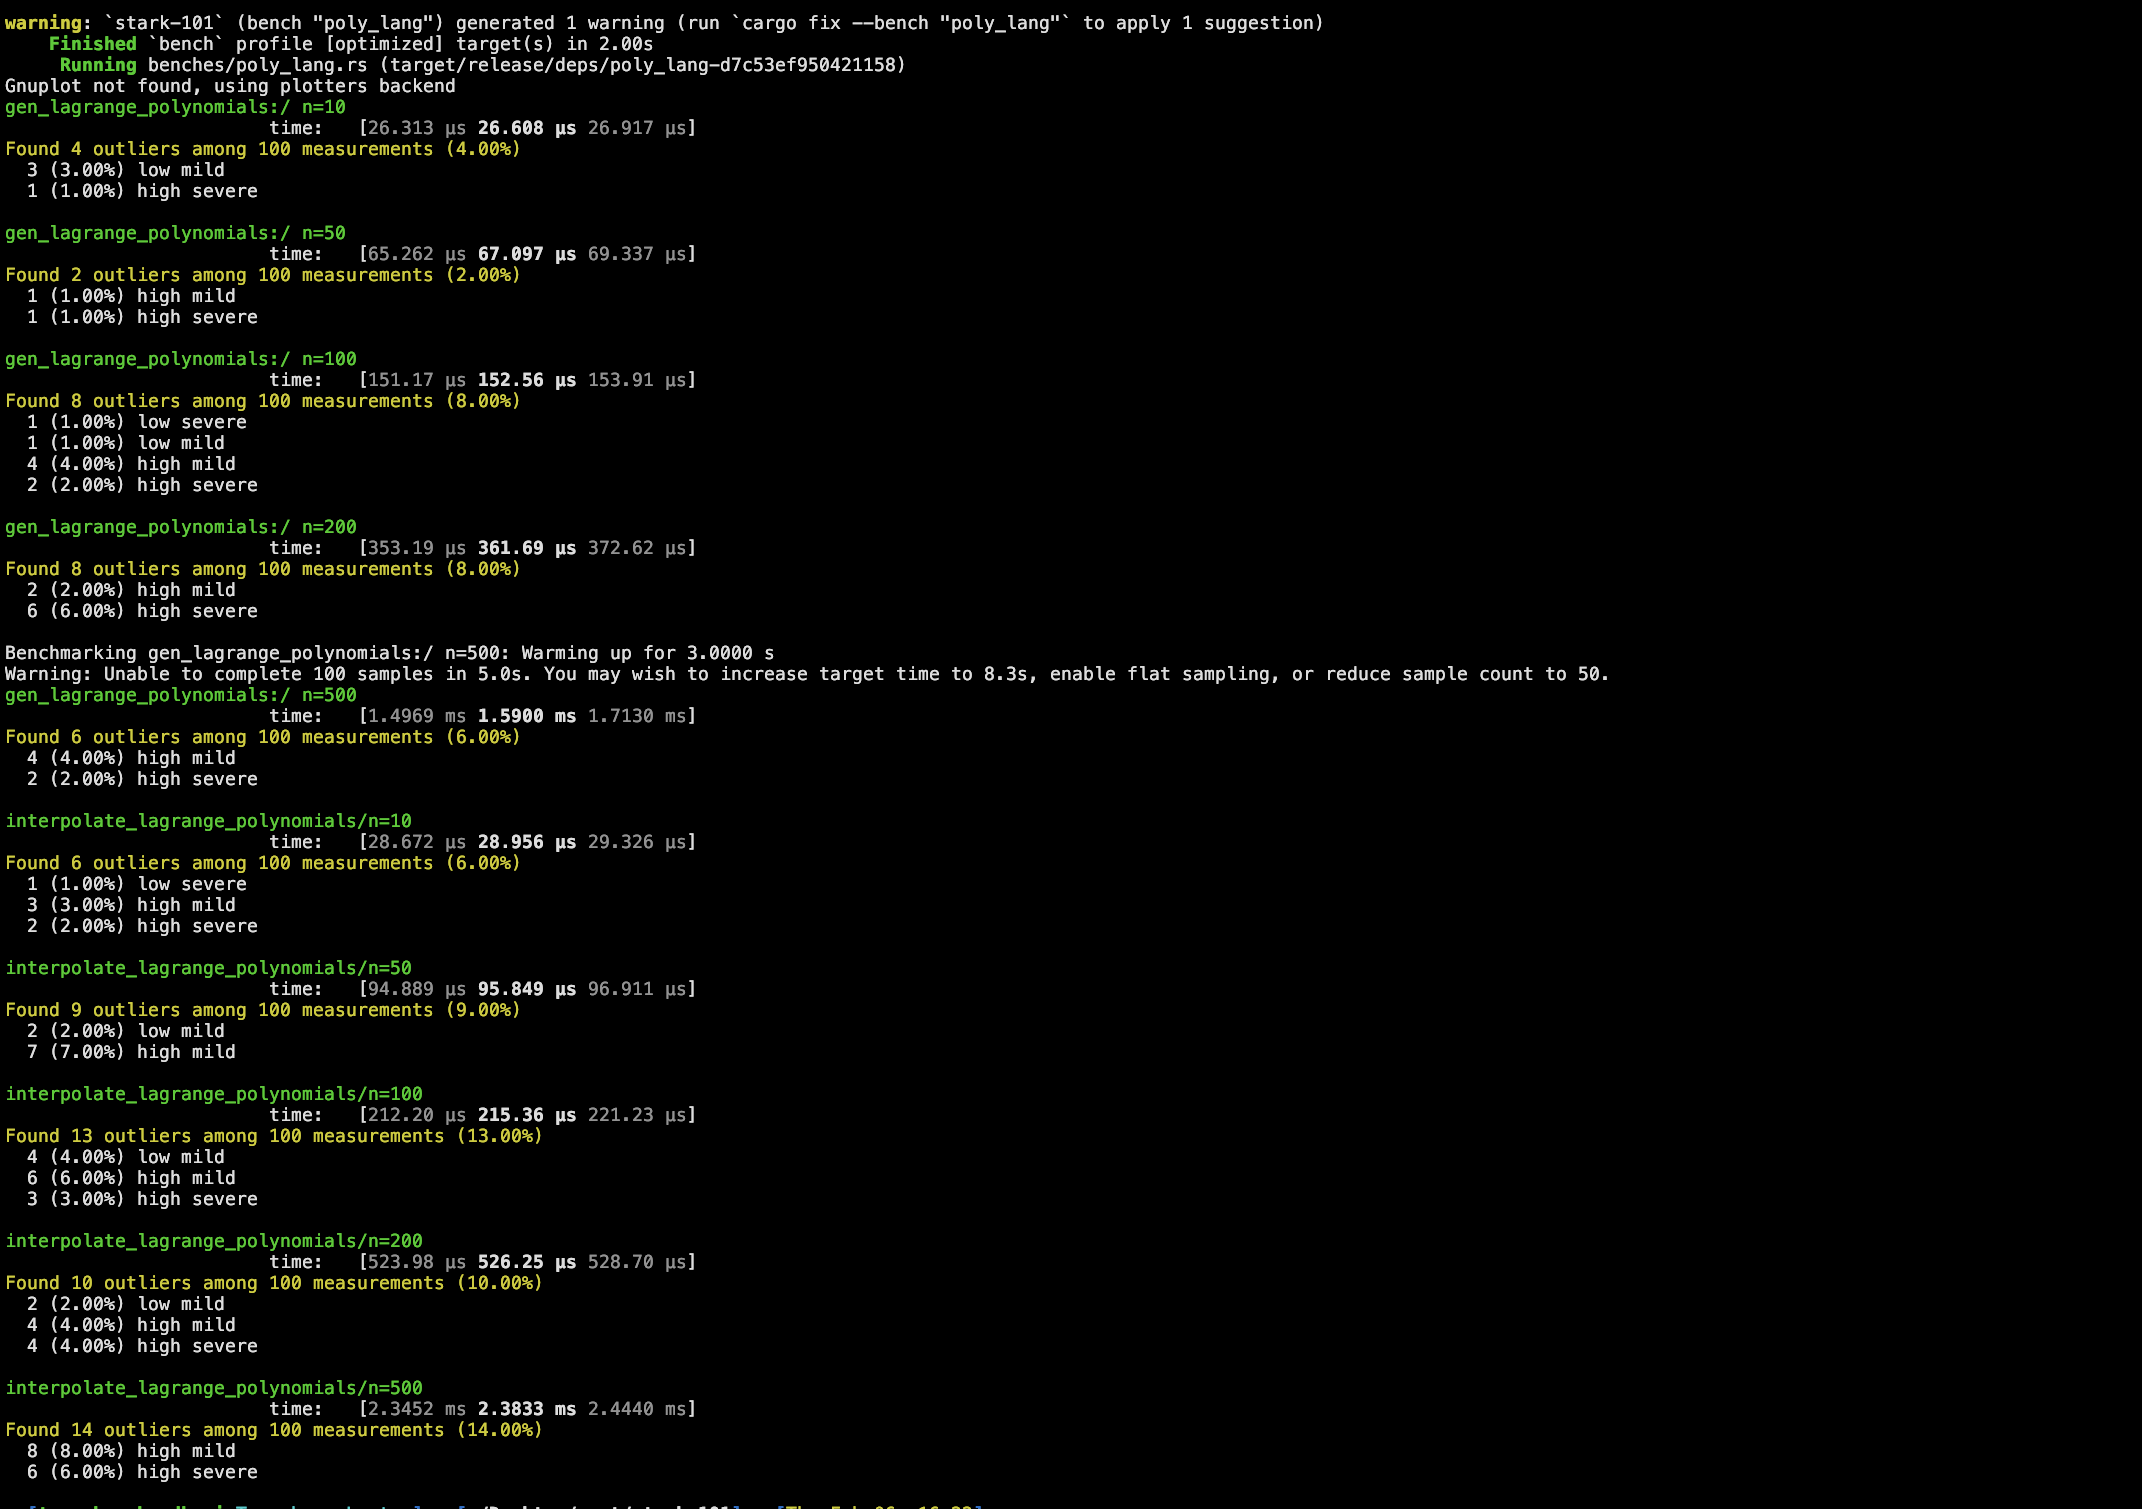 warning: `stark-101` (bench "poly_lang") generated 1 warning (run `cargo fix --bench "poly_lang"` to apply 1 suggestion)
Finished `bench` profile [optimized] target(s) in 2.00s
Running benches/poly_lang.rs (target/release/deps/poly_lang-d7c53ef950421158)
Gnuplot not found, using plotters backend
gen_lagrange_polynomials:/ n=10
time: [26.313 µs 26.608 µs 26.917 µs]
Found 4 outliers among 100 measurements (4.00%)
3 (3.00%) low mild
1 (1.00%) high severe
gen_lagrange_polynomials:/ n=50
time: [65.262 µs 67.097 µs 69.337 µs]
Found 2 outliers among 100 measurements (2.00%)
1 (1.00%) high mild
1 (1.00%) high severe
gen_lagrange_polynomials:/ n=100
time: [151.17 µs 152.56 µs 153.91 µs]
Found 8 outliers among 100 measurements (8.00%)
1 (1.00%) low severe
1 (1.00%) low mild
4 (4.00%) high mild
2 (2.00%) high severe
gen_lagrange_polynomials:/ n=200
time: [353.19 µs 361.69 µs 372.62 µs]
Found 8 outliers among 100 measurements (8.00%)
2 (2.00%) high mild
6 (6.00%) high severe
Benchmarking gen_lagrange_polynomials:/ n=500: Warming up for 3.0000 s
Warning: Unable to complete 100 samples in 5.0s. You may wish to increase target time to 8.3s, enable flat sampling, or reduce sample count to 50.
gen_lagrange_polynomials:/ n=500
time: [1.4969 ms 1.5900 ms 1.7130 ms]
Found 6 outliers among 100 measurements (6.00%)
4 (4.00%) high mild
2 (2.00%) high severe
interpolate_lagrange_polynomials/n=10
time: [28.672 µs 28.956 µs 29.326 µs]
Found 6 outliers among 100 measurements (6.00%)
1 (1.00%) low severe
3 (3.00%) high mild
2 (2.00%) high severe
interpolate_lagrange_polynomials/n=50
time: [94.889 µs 95.849 µs 96.911 µs]
Found 9 outliers among 100 measurements (9.00%)
2 (2.00%) low mild
7 (7.00%) high mild
interpolate_lagrange_polynomials/n=100
time: [212.20 µs 215.36 µs 221.23 µs]
Found 13 outliers among 100 measurements (13.00%)
4 (4.00%) low mild
6 (6.00%) high mild
3 (3.00%) high severe
interpolate_lagrange_polynomials/n=200
time: [523.98 µs 526.25 µs 528.70 µs]
Found 10 outliers among 100 measurements (10.00%)
2 (2.00%) low mild
4 (4.00%) high mild
4 (4.00%) high severe
interpolate_lagrange_polynomials/n=500
time: [2.3452 ms 2.3833 ms 2.4440 ms]
Found 14 outliers among 100 measurements (14.00%)
8 (8.00%) high mild
6 (6.00%) high severe